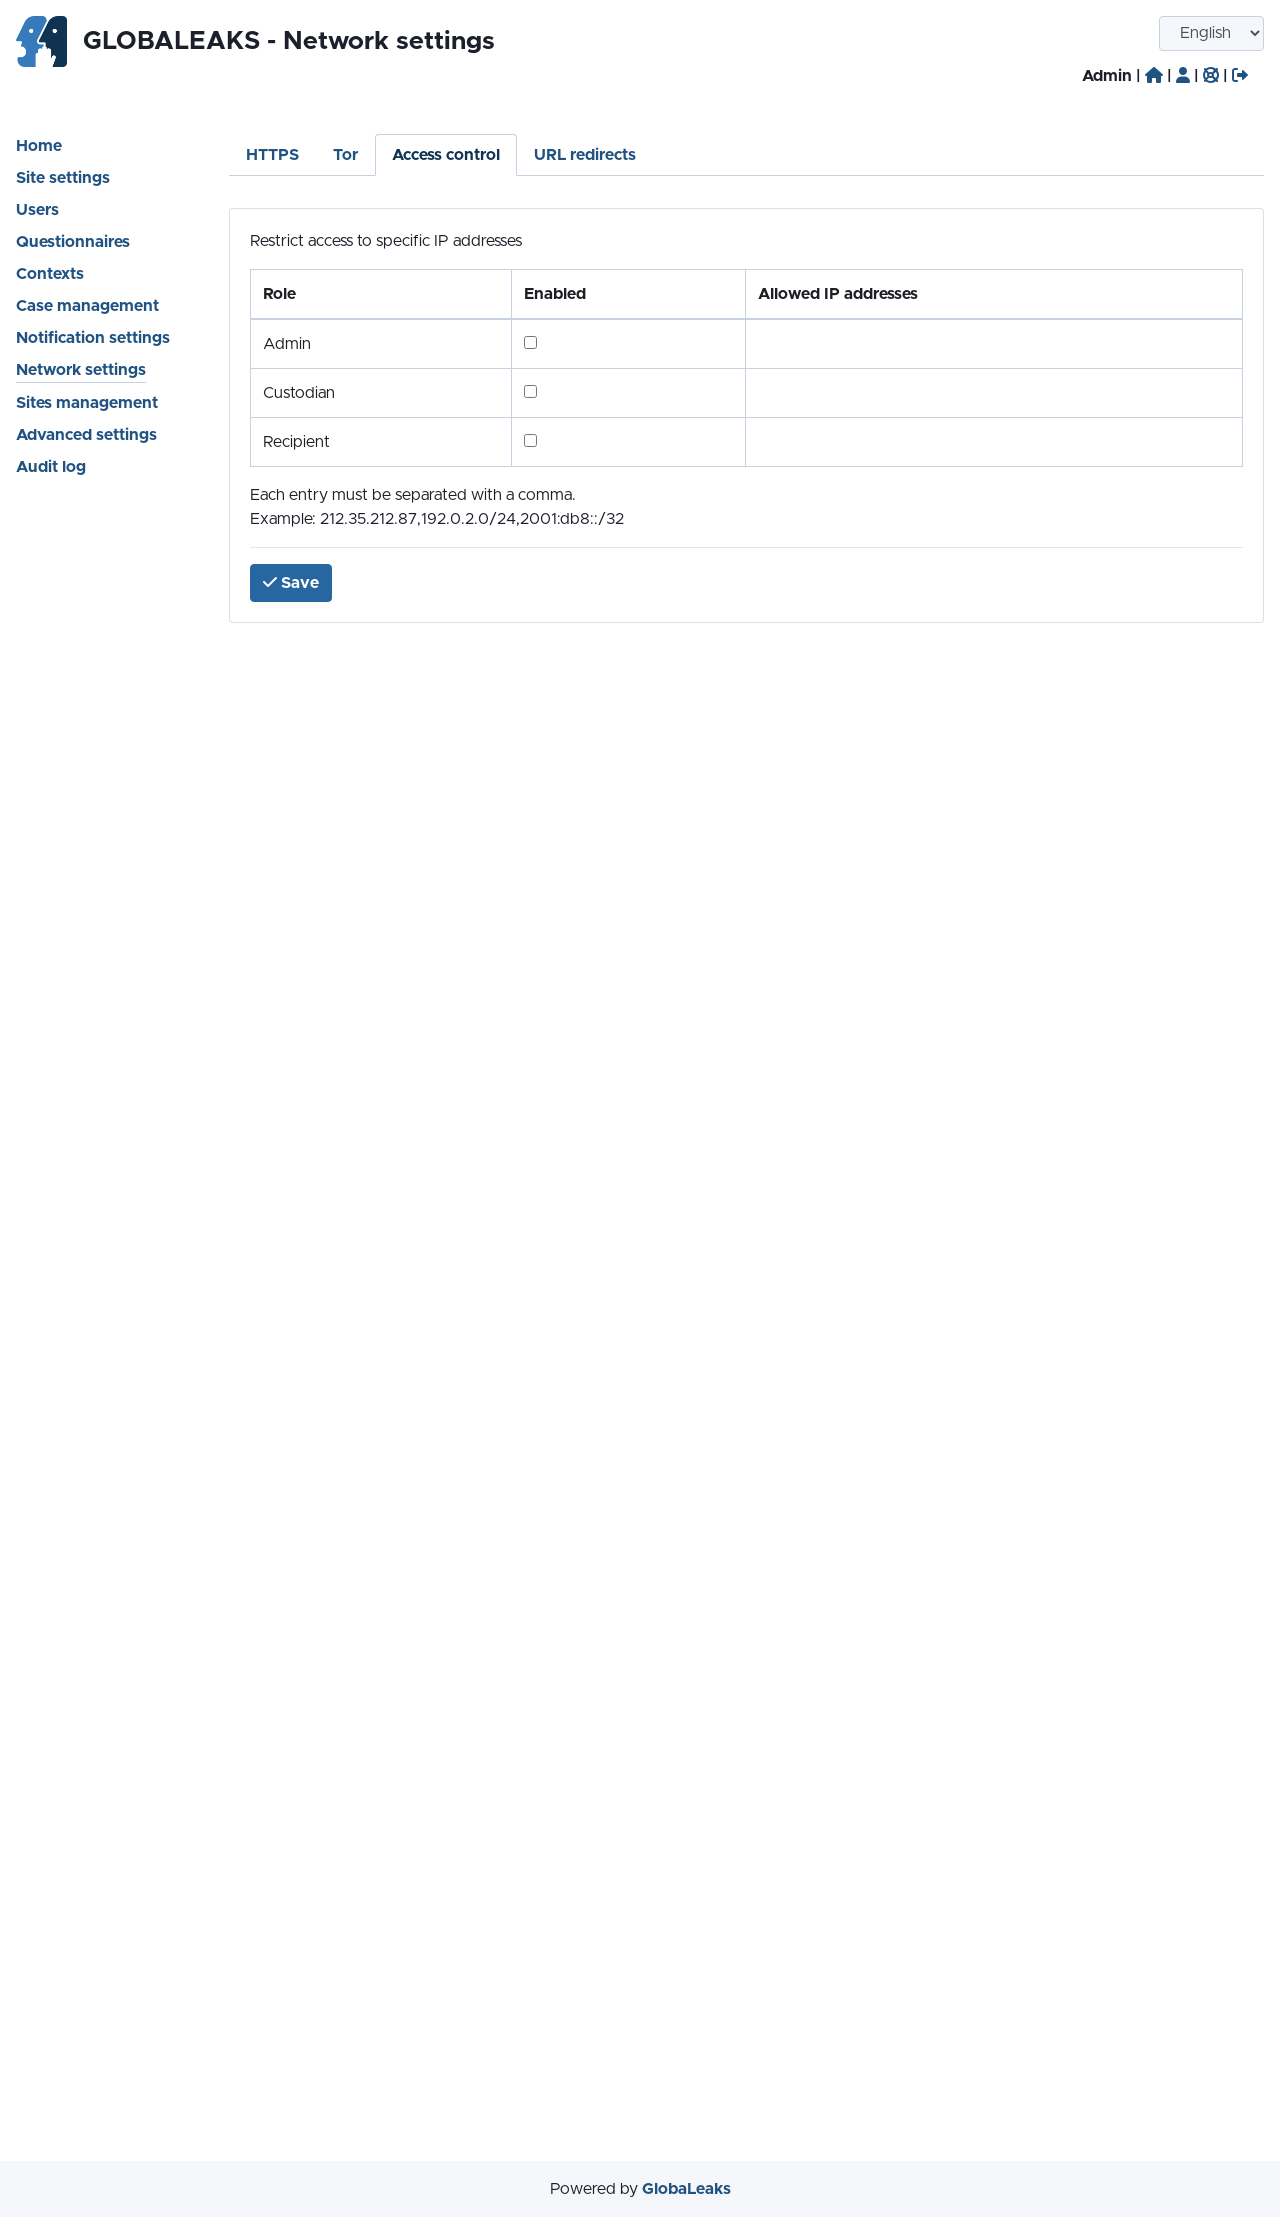 GLOBALEAKS - Network settings
English
Admin | | | |
Home
Site settings
Users
Questionnaires
Contexts
Case management
Notification settings
Network settings
Sites management
Advanced settings
Audit log
HTTPS Tor Access control URL redirects
Restrict access to specific IP addresses
Role Enabled Allowed IP addresses
Admin
Custodian
Recipient
Each entry must be separated with a comma.
Example: 212.35.212.87,192.0.2.0/24,2001:db8::/32
Save
Powered by GlobaLeaks